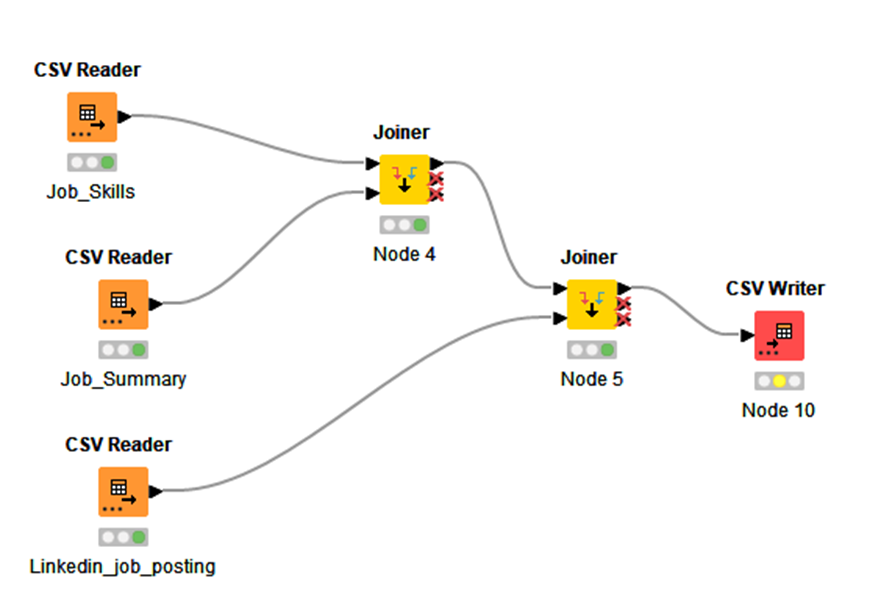 CSV Reader
Job_Skills
Joiner
Node 4
CSV Reader
Job_Summary
Joiner
Node 5
CSV Writer
Node 10
CSV Reader
Linkedin_job_posting